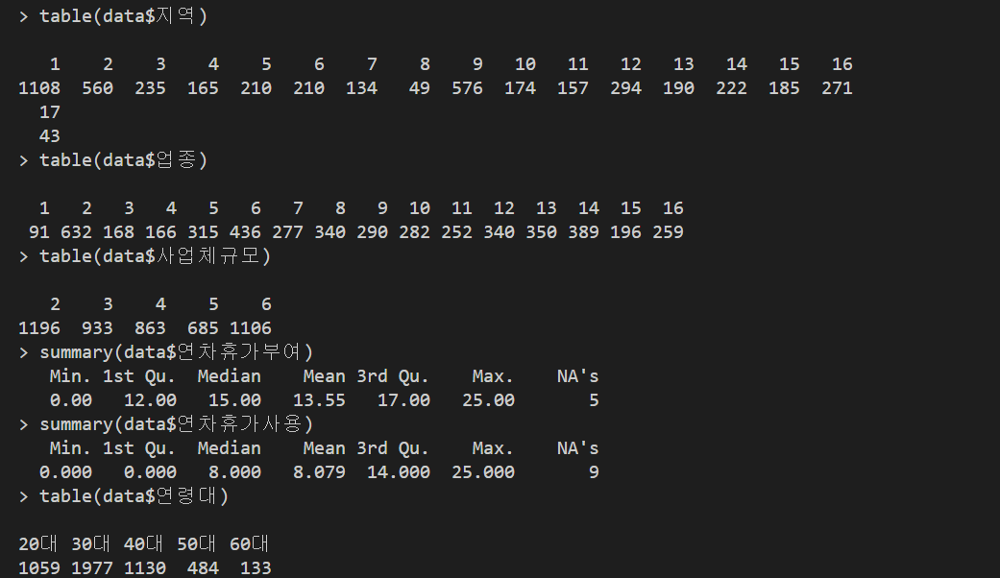 > table(data$지역)
1 2 3 4 5 6 7 8 9 10 11 12 13 14 15 16
1108 560 235 165 210 210 134 49 576 174 157 294 190 222 185 271
17
43
> table(data$업종)
1 2 3 4 5 6 7 8 9 10 11 12 13 14 15 16
91 632 168 166 315 436 277 340 290 282 252 340 350 389 196 259
> table(data$사업체규모)
2 3 4 5 6
1196 933 863 685 1106
> summary(data$연차휴가부여)
Min. 1st Qu. Median Mean 3rd Qu. Max. NA's
0.00 12.00 15.00 13.55 17.00 25.00 5
> summary(data$연차휴가사용)
Min. 1st Qu. Median Mean 3rd Qu. Max. NA's
0.000 0.000 8.000 8.079 14.000 25.000 9
> table(data$연령대)
20대 30대 40대 50대 60대
1059 1977 1130 484 133